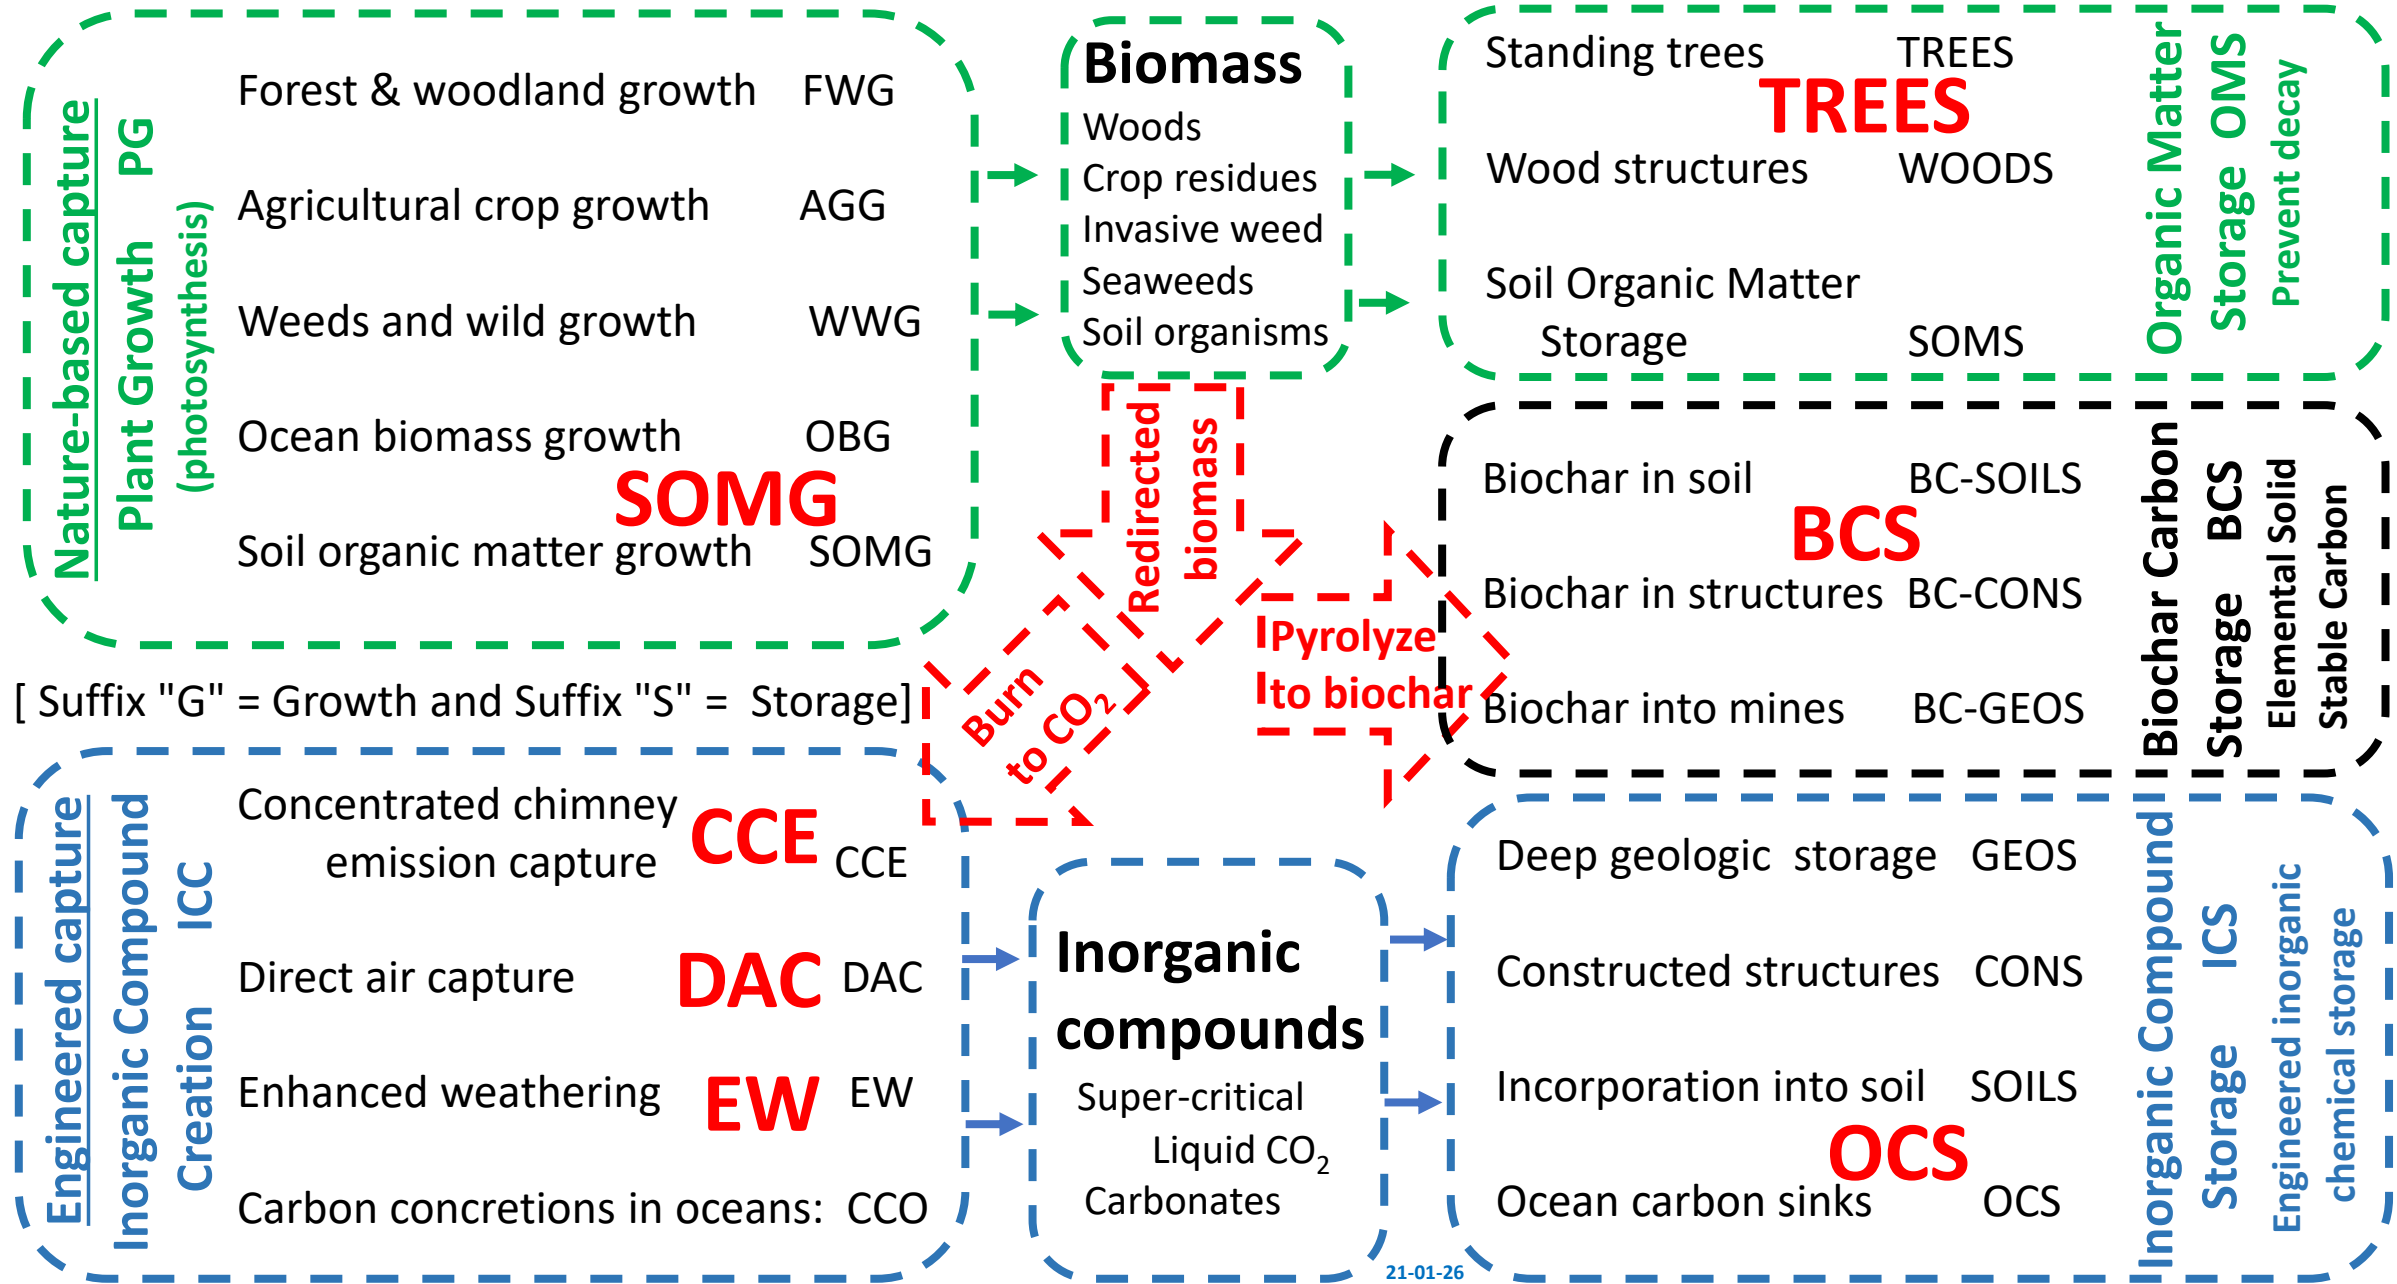 Nature-based capture
Plant Growth PG
(photosynthesis)
Forest & woodland growth FWG
Agricultural crop growth AGG
Weeds and wild growth WWG
Ocean biomass growth OBG
SOMG
Soil organic matter growth SOMG
Biomass
Woods
Crop residues
Invasive weed
Seaweeds
Soil organisms
Standing trees TREES
TREES
Wood structures WOODS
Soil Organic Matter
Storage SOMS
Organic Matter
Storage OMS
Prevent decay
Redirected
biomass
Burn
to CO₂
Pyrolyze
to biochar
Biochar in soil BC-SOILS
BCS
Biochar in structures BC-CONS
Biochar into mines BC-GEOS
Biochar Carbon
Storage BCS
Elemental Solid
Stable Carbon
[ Suffix "G" = Growth and Suffix "S" = Storage]
Engineered capture
Inorganic Compound
Creation ICC
Concentrated chimney
emission capture CCE
CCE
Direct air capture DAC DAC
Enhanced weathering EW EW
Carbon concretions in oceans: CCO
Inorganic
compounds
Super-critical
Liquid CO₂
Carbonates
Deep geologic storage GEOS
Constructed structures CONS
Incorporation into soil SOILS
OCS
Ocean carbon sinks OCS
Inorganic Compound
Storage ICS
Engineered inorganic
chemical storage
21-01-26